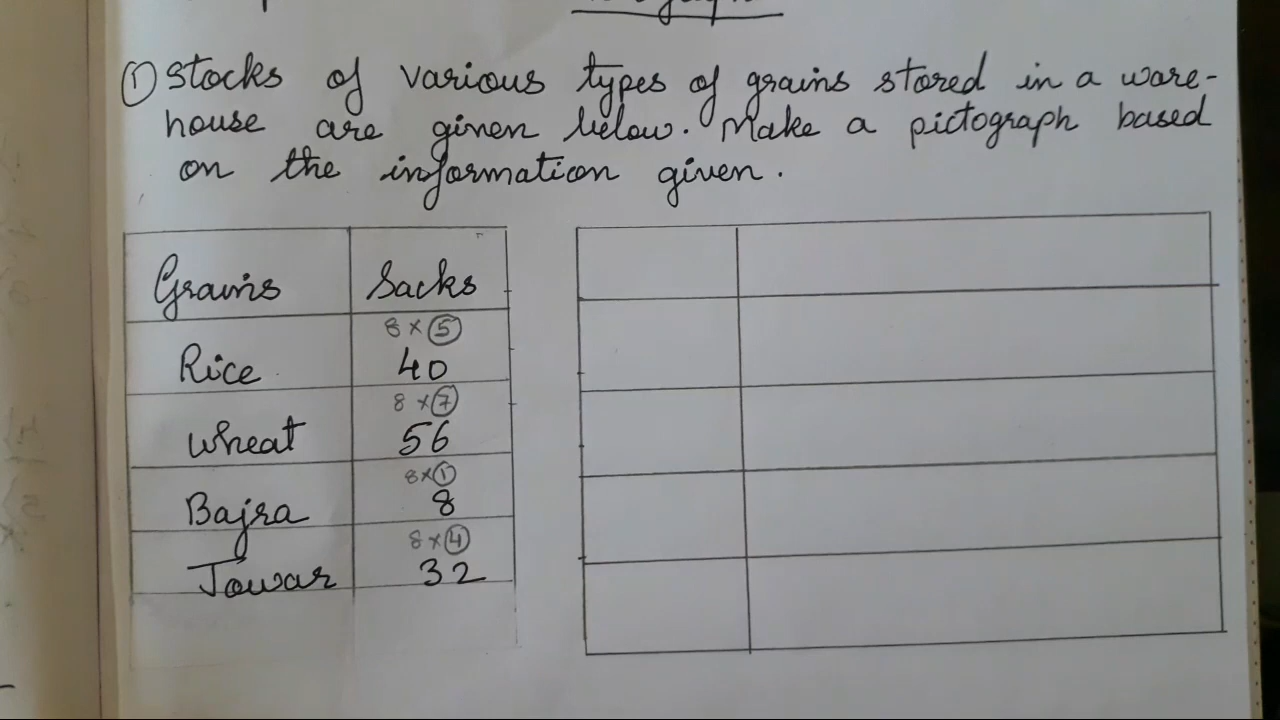 ① Stocks of various types of grains stored in a ware-
house are given below. Make a pictograph based
on the information given.
Grains Sacks
8 × ⑤
Rice 40
8 × ⑦
Wheat 56
8 × ①
Bajra 8
8 × ④
Jowar 32